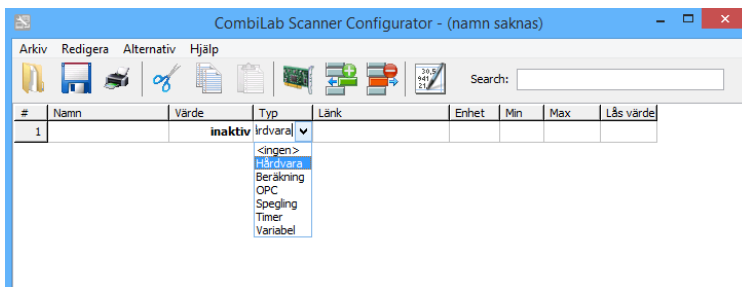 CombiLab Scanner Configurator - (namn saknas)
Arkiv Redigera Alternativ Hjälp
Search:
# Namn Värde Typ Länk Enhet Min Max Lås värde
1 inaktiv årdvara
<ingen>
Hårdvara
Beräkning
OPC
Spegling
Timer
Variabel